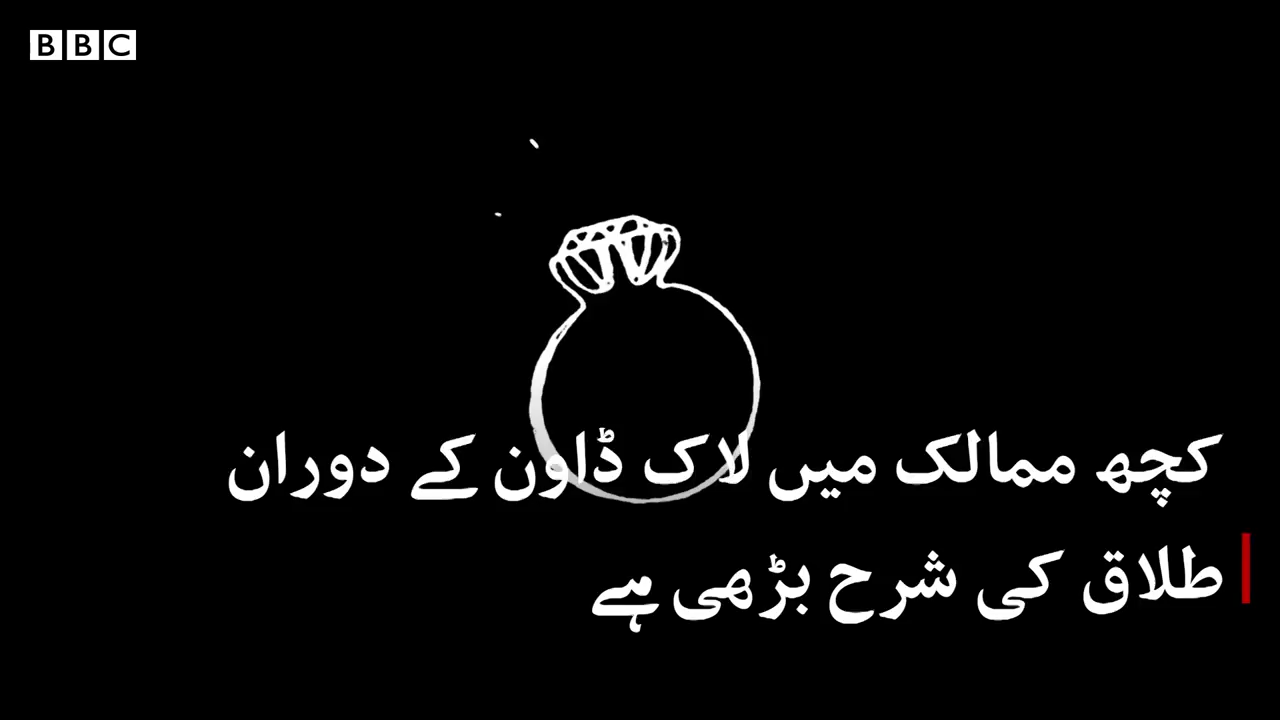 BBC
کچھ ممالک میں لاک ڈاون کے دوران
طلاق کی شرح بڑھی ہے